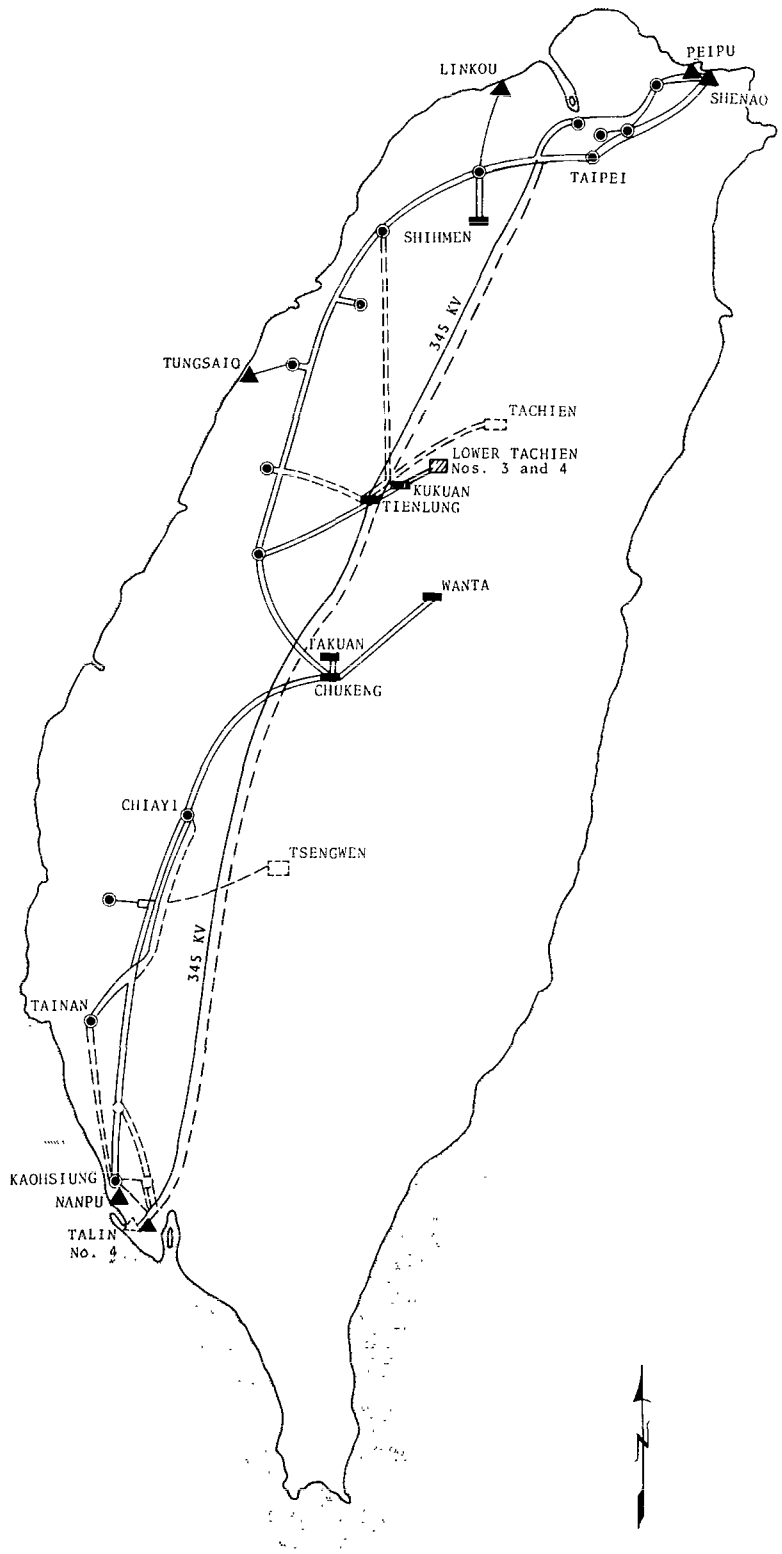 PEIPU
LINKOU
SHENAO
TAIPEI
SHIHMEN
345 KV
TUNGSAIO
TACHIEN
LOWER TACHIEN
Nos. 3 and 4
KUKUAN
TIENLUNG
WANTA
TAKUAN
CHUKENG
CHIAYI
TSENGWEN
345 KV
TAINAN
KAOHSIUNG
NANPU
TALIN
No. 4
N